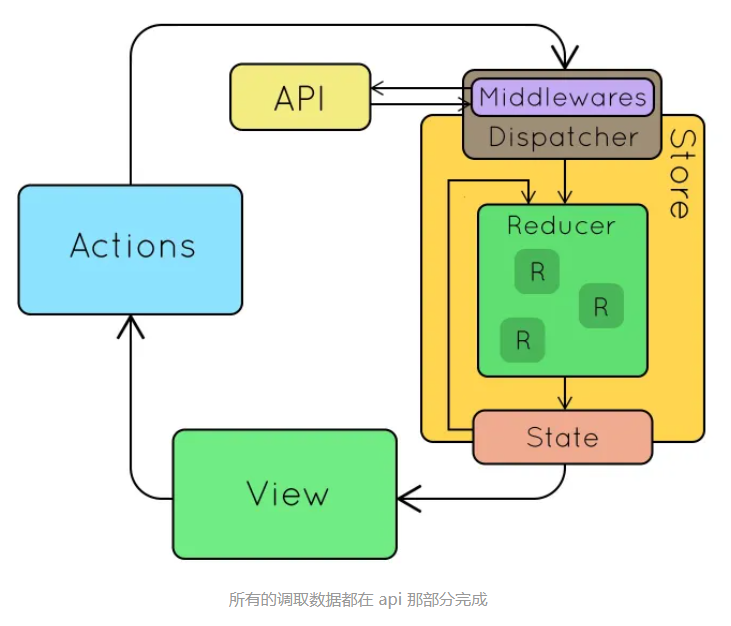 API
Middlewares
Dispatcher
Store
Actions
Reducer
R
R
R
State
View
所有的调取数据都在 api 那部分完成